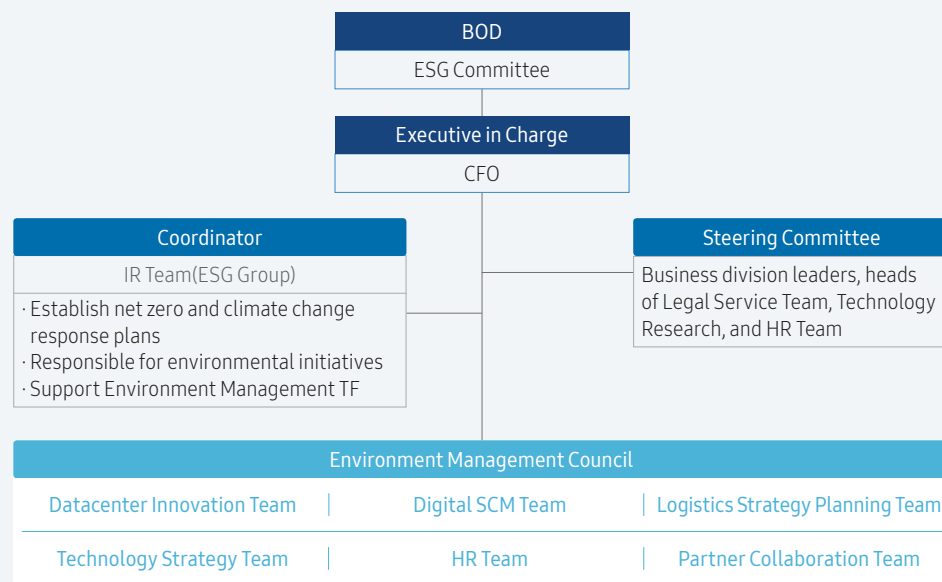 BOD
ESG Committee
Executive in Charge
CFO
Coordinator
IR Team(ESG Group)
· Establish net zero and climate change
response plans
· Responsible for environmental initiatives
· Support Environment Management TF
Steering Committee
Business division leaders, heads
of Legal Service Team, Technology
Research, and HR Team
Environment Management Council
Datacenter Innovation Team | Digital SCM Team | Logistics Strategy Planning Team
Technology Strategy Team | HR Team | Partner Collaboration Team